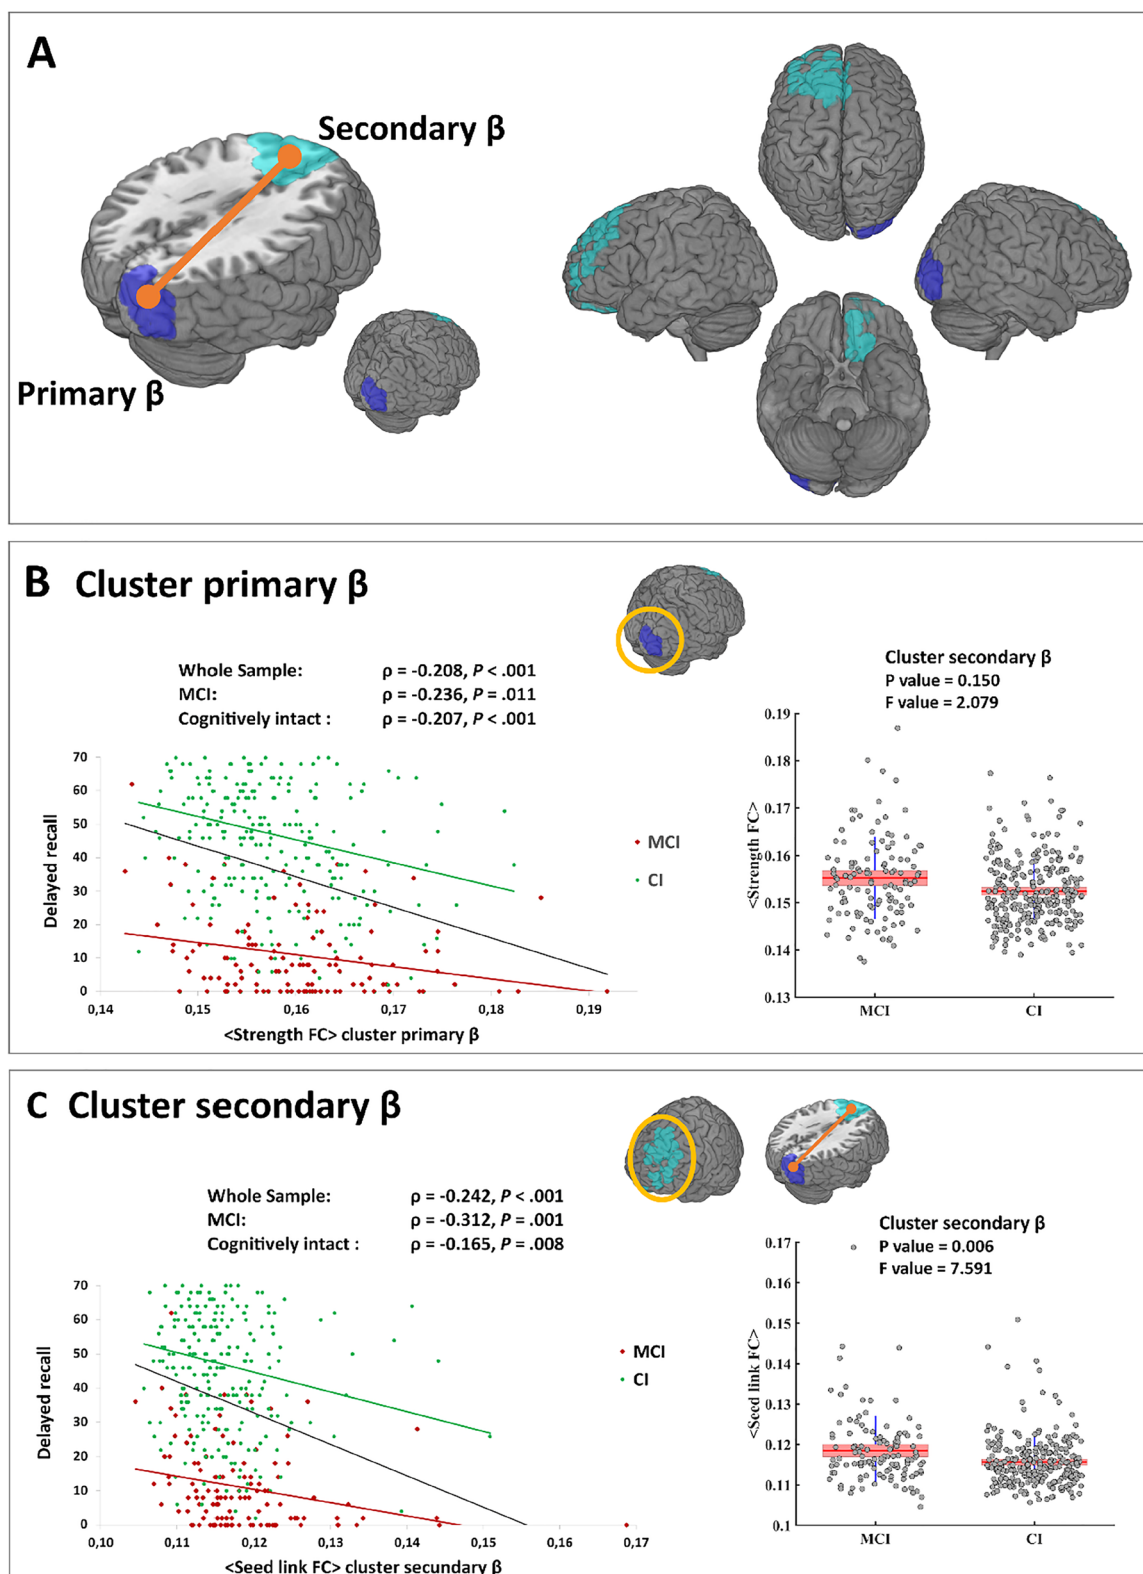 A
Secondary β
Primary β
B Cluster primary β
Whole Sample: ρ = -0.208, P < .001
MCI: ρ = -0.236, P = .011
Cognitively intact : ρ = -0.207, P < .001
70
60
50
40
30
20
10
0
Delayed recall
0,14 0,15 0,16 0,17 0,18 0,19
<Strength FC> cluster primary β
MCI
CI
Cluster secondary β
P value = 0.150
F value = 2.079
0.19
0.18
0.17
0.16
0.15
0.14
0.13
<Strength FC>
MCI CI
C Cluster secondary β
Whole Sample: ρ = -0.242, P < .001
MCI: ρ = -0.312, P = .001
Cognitively intact : ρ = -0.165, P = .008
70
60
50
40
30
20
10
0
Delayed recall
0,10 0,11 0,12 0,13 0,14 0,15 0,16 0,17
<Seed link FC> cluster secundary β
MCI
CI
Cluster secondary β
P value = 0.006
F value = 7.591
0.17
0.16
0.15
0.14
0.13
0.12
0.11
0.1
<Seed link FC>
MCI CI